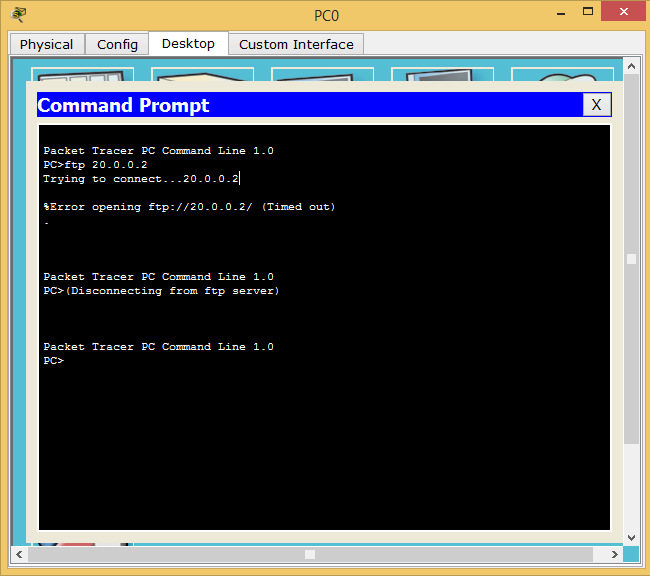 PC0
Physical
Config
Desktop
Custom Interface
Command Prompt
X
Packet Tracer PC Command Line 1.0
PC>ftp 20.0.0.2
Trying to connect...20.0.0.2
%Error opening ftp://20.0.0.2/ (Timed out)
.
Packet Tracer PC Command Line 1.0
PC>(Disconnecting from ftp server)
Packet Tracer PC Command Line 1.0
PC>